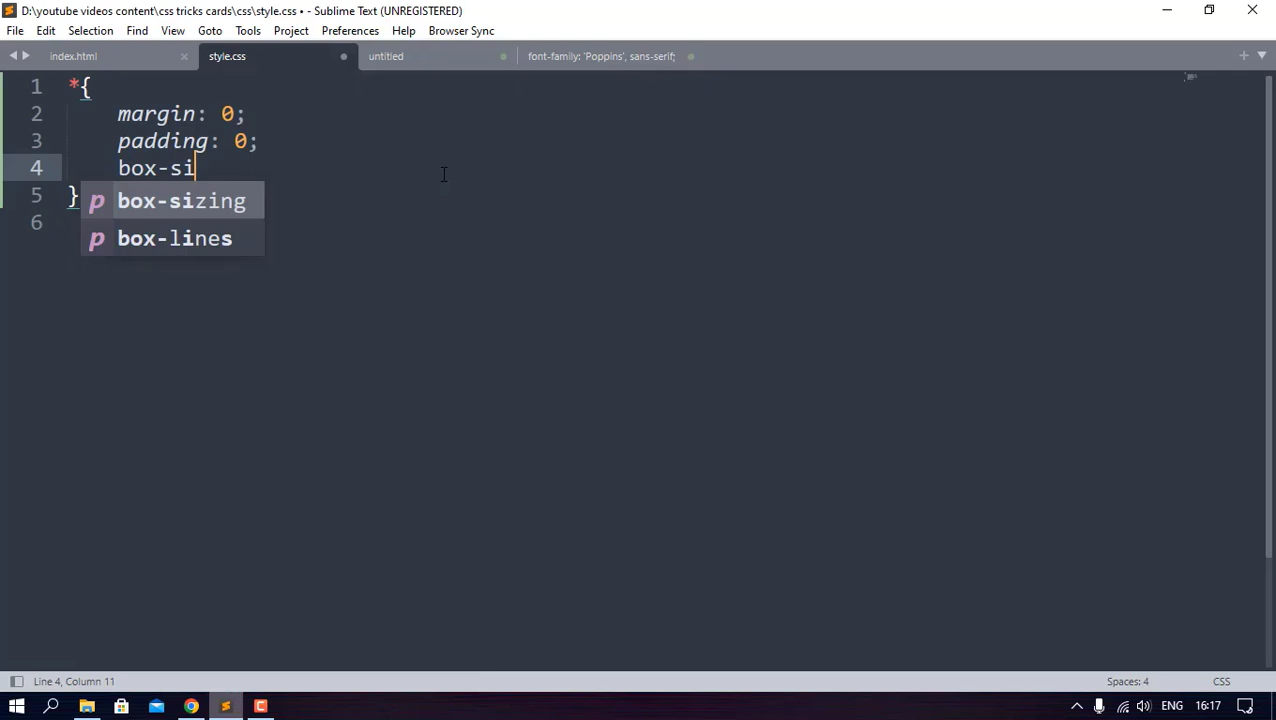 D:\youtube videos content\css tricks cards\css\style.css • - Sublime Text (UNREGISTERED)
File Edit Selection Find View Goto Tools Project Preferences Help Browser Sync
index.html style.css untitled font-family: 'Poppins', sans-serif;
1 *{
2 margin: 0;
3 padding: 0;
4 box-si
5 }
p box-sizing
6
p box-lines
Line 4, Column 11 Spaces: 4 CSS
ENG 16:17